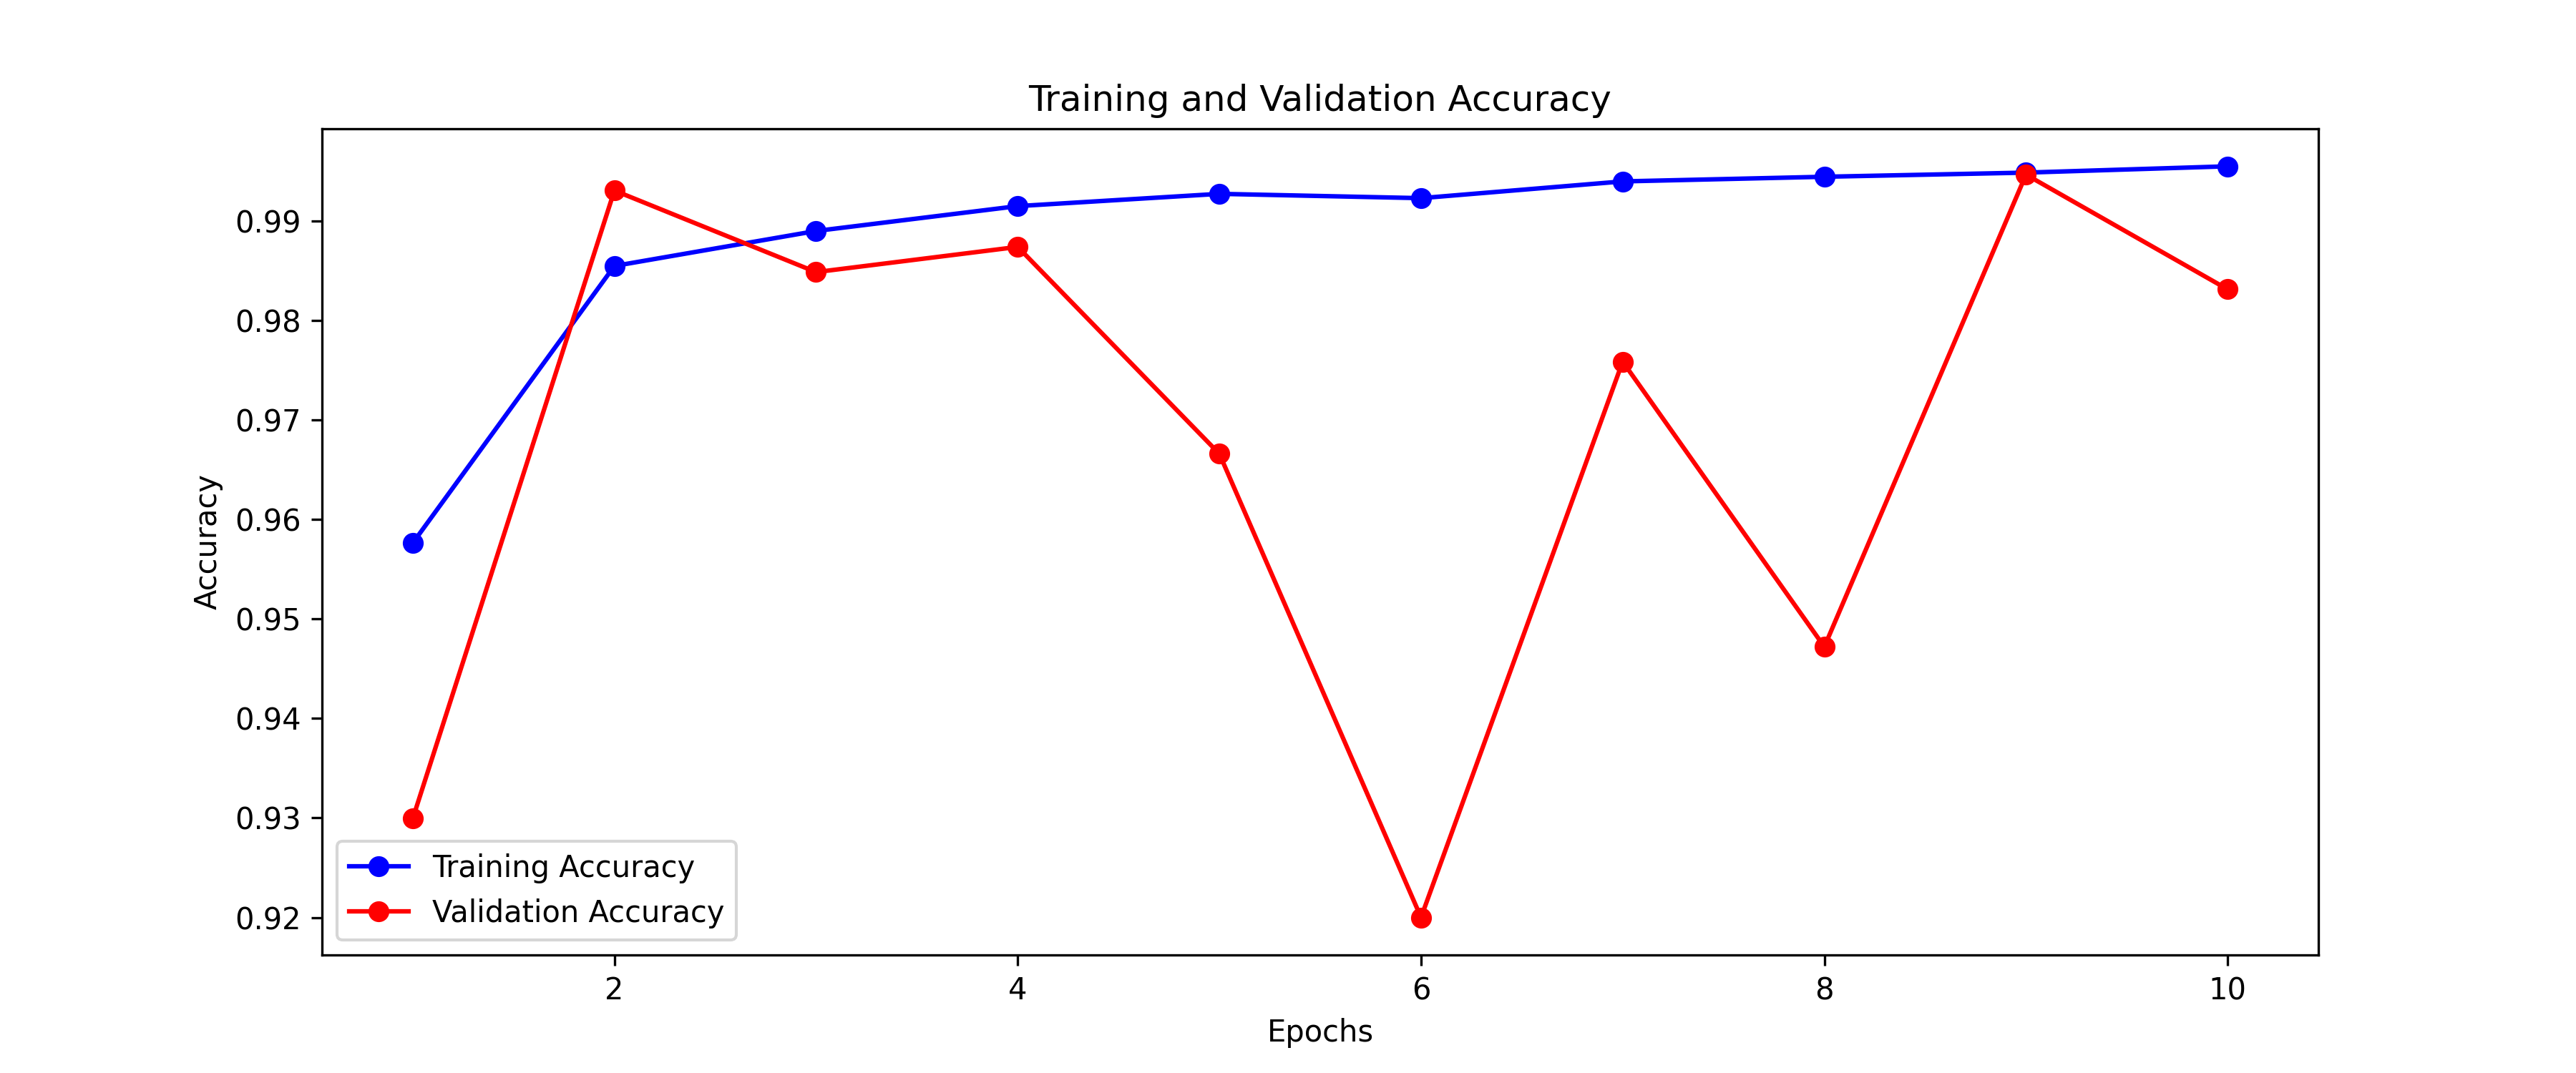 Training and Validation Accuracy
Accuracy
0.99
0.98
0.97
0.96
0.95
0.94
0.93
0.92
Training Accuracy
Validation Accuracy
2 4 6 8 10
Epochs